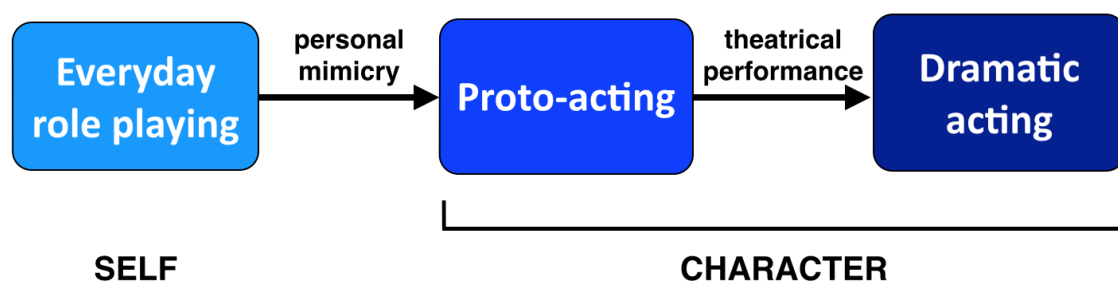 Everyday
role playing
personal
mimicry
Proto-acting
theatrical
performance
Dramatic
acting
SELF
CHARACTER